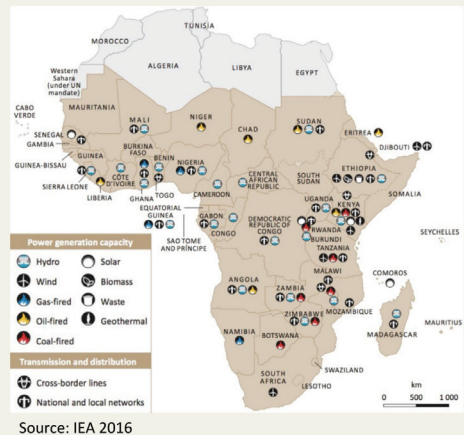 TUNISIA
MOROCCO
ALGERIA
LIBYA
EGYPT
Western
Sahara
(under UN
mandate)
CABO
VERDE
MAURITANIA
MALI
NIGER
CHAD
SUDAN
ERITREA
DJIBOUTI
SENEGAL
GAMBIA
GUINEA-BISSAU
GUINEA
SIERRA LEONE
LIBERIA
CÔTE
D'IVOIRE
BURKINA
FASO
GHANA
TOGO
BENIN
NIGERIA
CAMEROON
CENTRAL
AFRICAN
REPUBLIC
SOUTH
SUDAN
ETHIOPIA
SOMALIA
EQUATORIAL
GUINEA
SAO TOME
AND PRÍNCIPE
GABON
CONGO
DEMOCRATIC
REPUBLIC OF
CONGO
UGANDA
KENYA
RWANDA
BURUNDI
TANZANIA
SEYCHELLES
COMOROS
MALAWI
ANGOLA
ZAMBIA
MOZAMBIQUE
ZIMBABWE
MADAGASCAR
MAURITIUS
NAMIBIA
BOTSWANA
SWAZILAND
LESOTHO
SOUTH
AFRICA
Power generation capacity
Hydro
Solar
Wind
Biomass
Gas-fired
Waste
Oil-fired
Geothermal
Coal-fired
Transmission and distribution
Cross-border lines
National and local networks
km
0 500 1 000
Source: IEA 2016